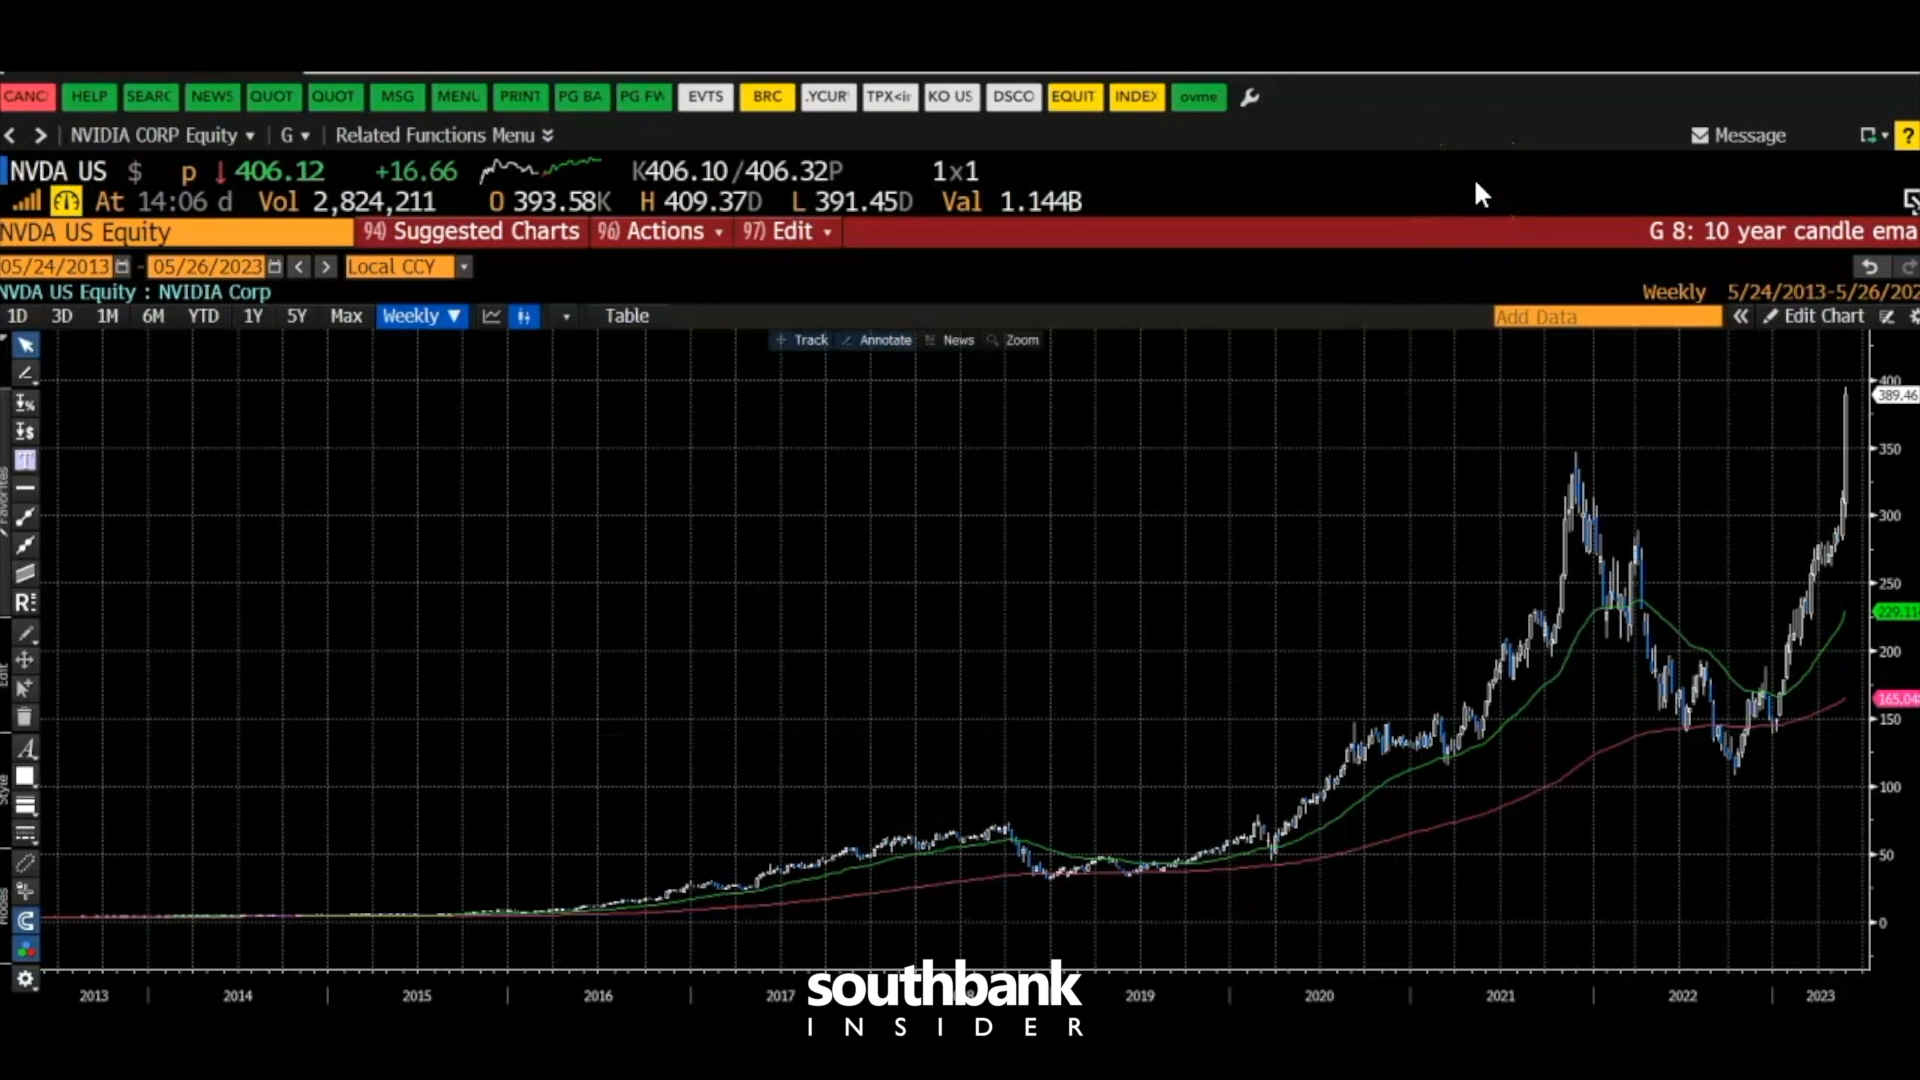 CANC HELP SEARC NEWS QUOT QUOT MSG MENU PRINT PG BA PG FW EVTS BRC .YCUR TPX<ir KO US DSCO EQUIT INDEX ovme
NVIDIA CORP Equity G Related Functions Menu Message ?
NVDA US $ p ↓406.12 +16.66 K406.10/406.32P 1x1
At 14:06 d Vol 2,824,211 O 393.58K H 409.37D L 391.45D Val 1.144B
NVDA US Equity 94) Suggested Charts 96) Actions 97) Edit G 8: 10 year candle ema
05/24/2013 - 05/26/2023 Local CCY
NVDA US Equity : NVIDIA Corp Weekly 5/24/2013-5/26/202
1D 3D 1M 6M YTD 1Y 5Y Max Weekly ▼ Table Add Data « Edit Chart
Track Annotate News Zoom
400
389.46
350
300
250
229.11
200
165.04
150
100
50
0
Favorites
Edit
Style
Modes
2013 2014 2015 2016 2017 2019 2020 2021 2022 2023
southbank
INSIDER